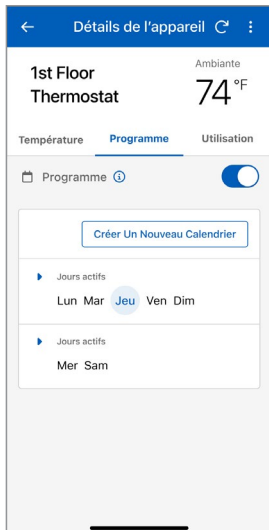 Détails de l'appareil
1st Floor
Thermostat
Ambiante
74°F
Température Programme Utilisation
Programme
Créer Un Nouveau Calendrier
Jours actifs
Lun Mar Jeu Ven Dim
Jours actifs
Mer Sam